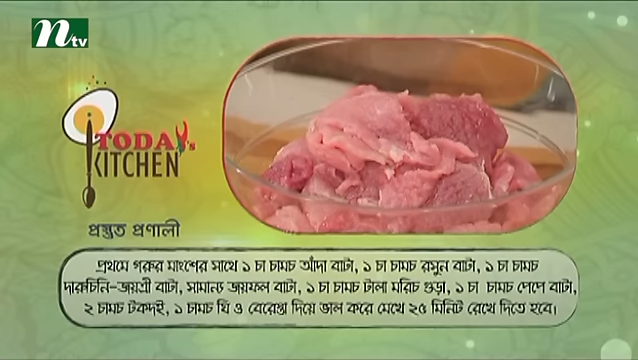 ntv
TODAY's
KITCHEN
প্রস্তুত প্রণালী
প্রথমে গরুর মাংশের সাথে ১ চা চামচ আঁদা বাটা, ১ চা চামচ রসুন বাটা, ১ চা চামচ
দারুচিনি-জয়ত্রী বাটা, সামান্য জয়ফল বাটা, ১ চা চামচ টালা মরিচ গুড়া, ১ চা চামচ পেপে বাটা,
২ চামচ টকদই, ১ চামচ ঘি ও বেরেস্তা দিয়ে ভাল করে মেখে ২৫ মিনিট রেখে দিতে হবে।